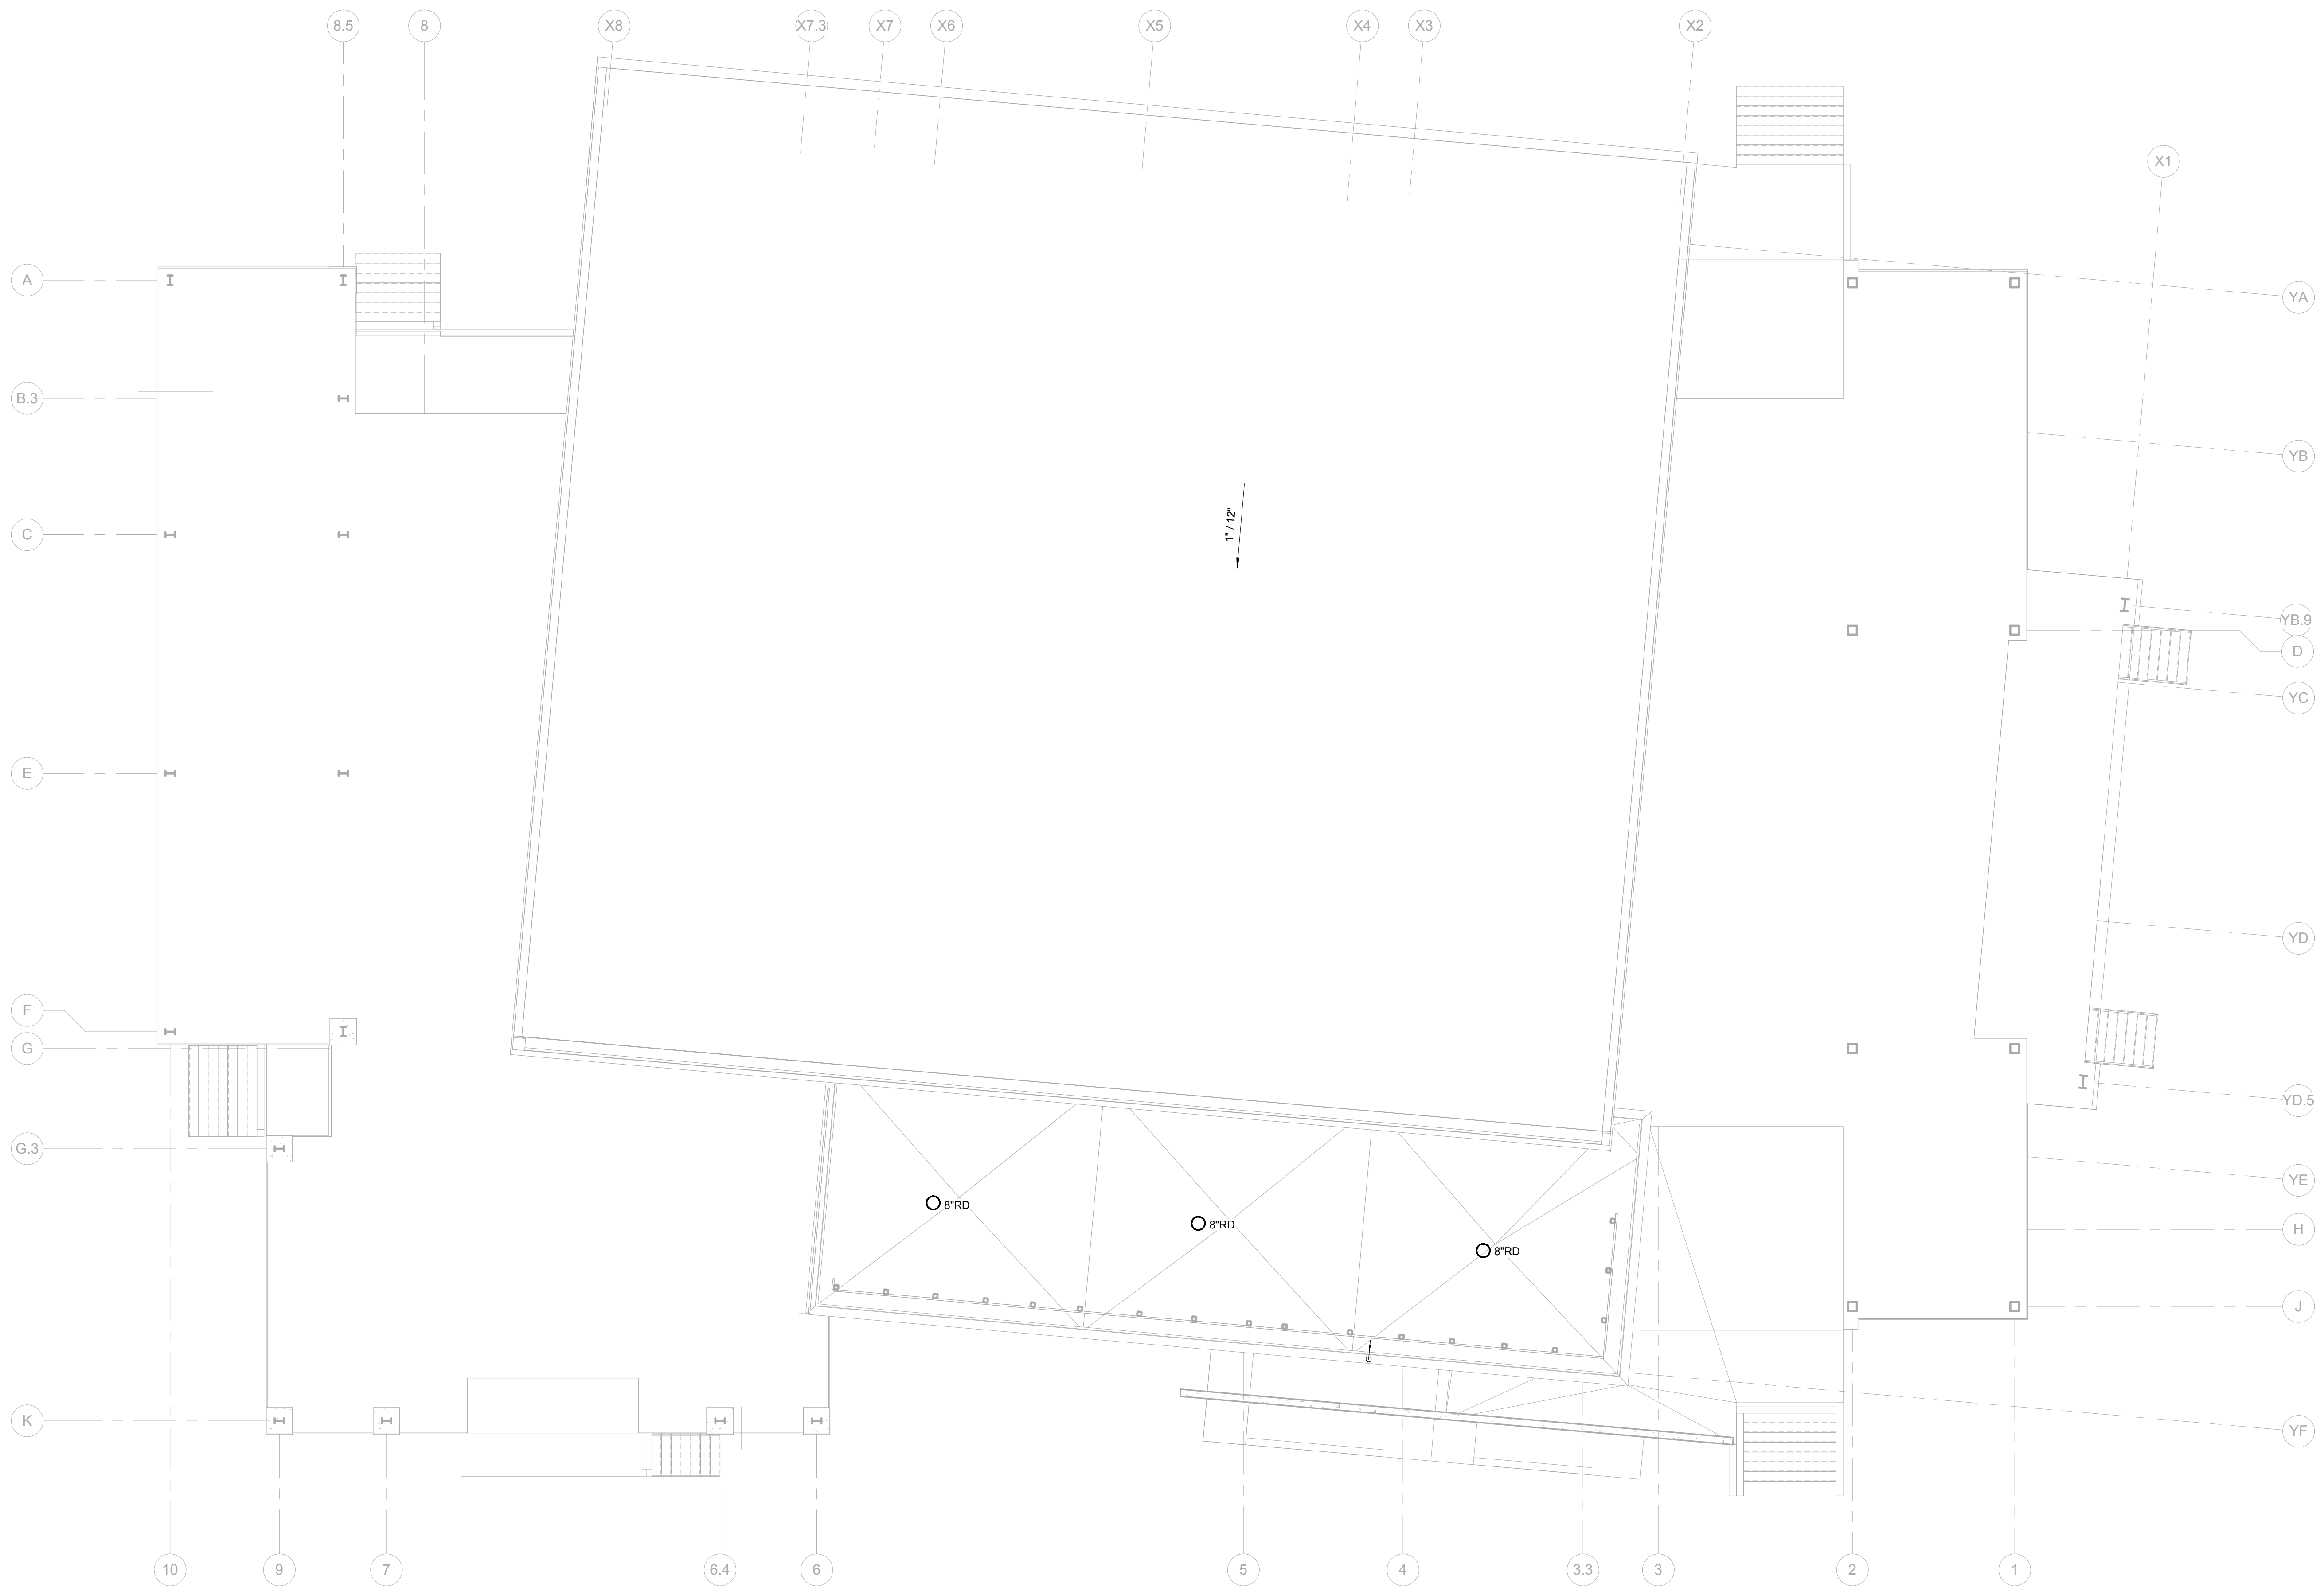 8.5 8 X8 X7.3 X7 X6 X5 X4 X3 X2
X1
A
YA
B.3
YB
1" / 12"
C
YB.9
D
YC
E
YD
F
G
YD.5
G.3
YE
8"RD
8"RD
H
8"RD
J
K
YF
10 9 7 6.4 6 5 4 3.3 3 2 1